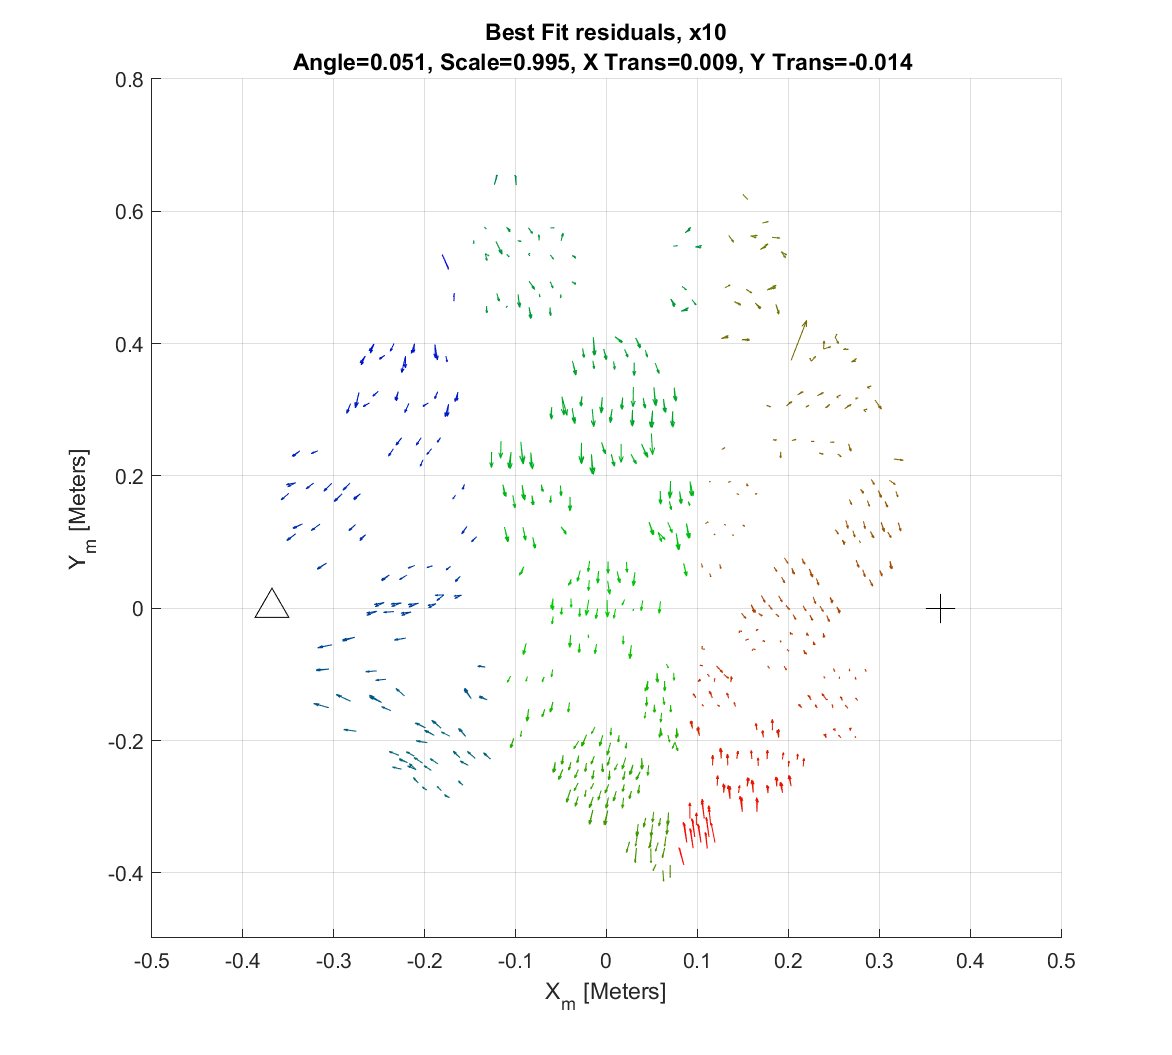 Best Fit residuals, x10
Angle=0.051, Scale=0.995, X Trans=0.009, Y Trans=-0.014
0.8
0.6
0.4
0.2
0
-0.2
-0.4
Y_m [Meters]
-0.5 -0.4 -0.3 -0.2 -0.1 0 0.1 0.2 0.3 0.4 0.5
X_m [Meters]